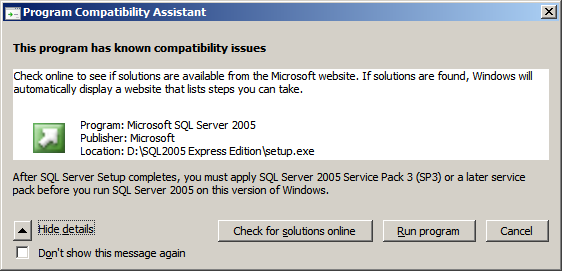 Program Compatibility Assistant
This program has known compatibility issues
Check online to see if solutions are available from the Microsoft website. If solutions are found, Windows will
automatically display a website that lists steps you can take.
Program: Microsoft SQL Server 2005
Publisher: Microsoft
Location: D:\SQL2005 Express Edition\setup.exe
After SQL Server Setup completes, you must apply SQL Server 2005 Service Pack 3 (SP3) or a later service
pack before you run SQL Server 2005 on this version of Windows.
Hide details
Check for solutions online
Run program
Cancel
Don't show this message again